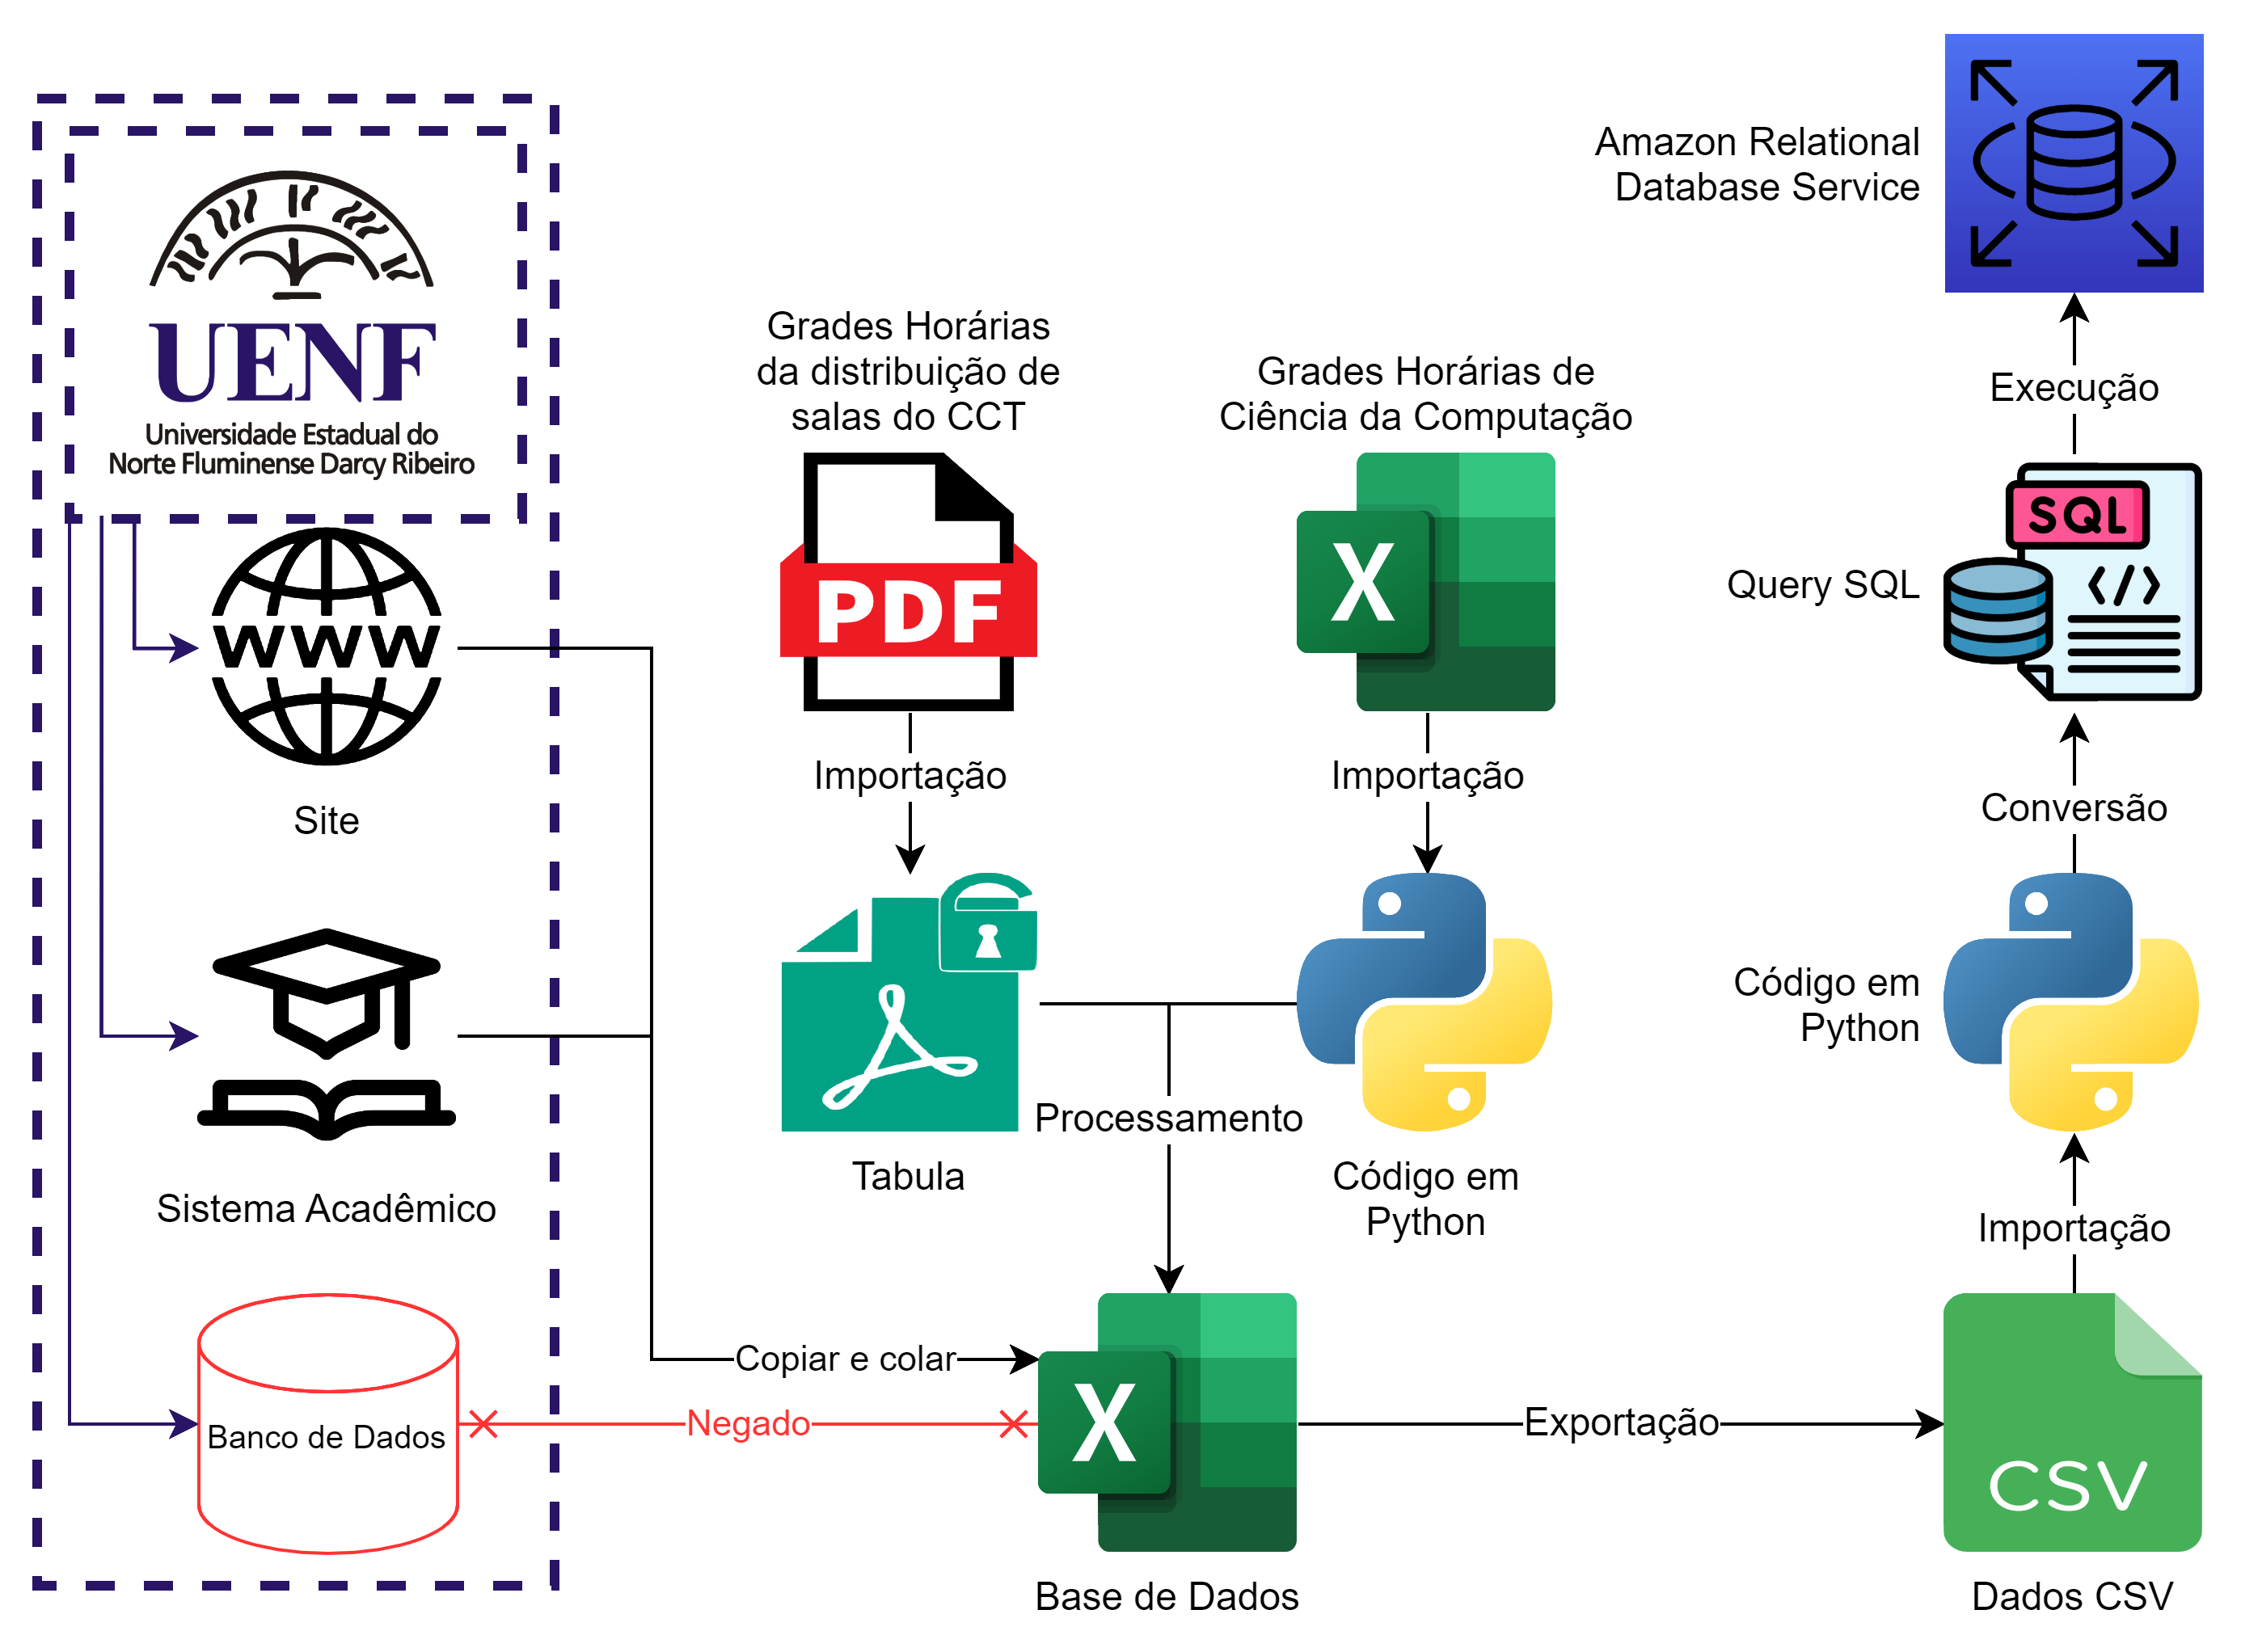 UENF
Universidade Estadual do
Norte Fluminense Darcy Ribeiro
WWW
Site
Sistema Acadêmico
Banco de Dados
Grades Horárias
da distribuição de
salas do CCT
PDF
Importação
Tabula
Grades Horárias de
Ciência da Computação
X
Importação
Código em
Python
Processamento
Copiar e colar
Negado
X
Base de Dados
Exportação
CSV
Dados CSV
Importação
Código em
Python
Conversão
SQL
</>
Query SQL
Execução
Amazon Relational
Database Service